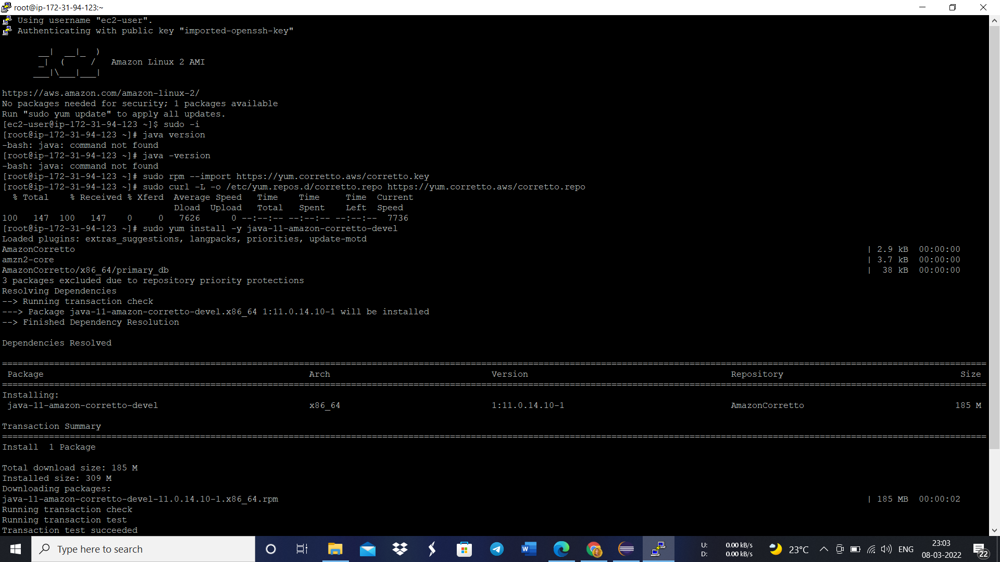 root@ip-172-31-94-123:~
Using username "ec2-user".
Authenticating with public key "imported-openssh-key"
       __|  __|_  )
       _|  (     /   Amazon Linux 2 AMI
      ___|\___|___|
https://aws.amazon.com/amazon-linux-2/
No packages needed for security; 1 packages available
Run "sudo yum update" to apply all updates.
[ec2-user@ip-172-31-94-123 ~]$ sudo -i
[root@ip-172-31-94-123 ~]# java version
-bash: java: command not found
[root@ip-172-31-94-123 ~]# java -version
-bash: java: command not found
[root@ip-172-31-94-123 ~]# sudo rpm --import https://yum.corretto.aws/corretto.key
[root@ip-172-31-94-123 ~]# sudo curl -L -o /etc/yum.repos.d/corretto.repo https://yum.corretto.aws/corretto.repo
  % Total    % Received % Xferd  Average Speed   Time    Time     Time  Current
                                 Dload  Upload   Total   Spent    Left  Speed
100   147  100   147    0     0   7626      0 --:--:-- --:--:-- --:--:--  7736
[root@ip-172-31-94-123 ~]# sudo yum install -y java-11-amazon-corretto-devel
Loaded plugins: extras_suggestions, langpacks, priorities, update-motd
AmazonCorretto | 2.9 kB 00:00:00
amzn2-core | 3.7 kB 00:00:00
AmazonCorretto/x86_64/primary_db | 38 kB 00:00:00
3 packages excluded due to repository priority protections
Resolving Dependencies
--> Running transaction check
---> Package java-11-amazon-corretto-devel.x86_64 1:11.0.14.10-1 will be installed
--> Finished Dependency Resolution
Dependencies Resolved
Package Arch Version Repository Size
Installing:
java-11-amazon-corretto-devel x86_64 1:11.0.14.10-1 AmazonCorretto 185 M
Transaction Summary
Install  1 Package
Total download size: 185 M
Installed size: 309 M
Downloading packages:
java-11-amazon-corretto-devel-11.0.14.10-1.x86_64.rpm | 185 MB 00:00:02
Running transaction check
Running transaction test
Transaction test succeeded
Type here to search
U: 0.00 kB/s
D: 0.00 kB/s
23°C
ENG
23:03
08-03-2022
22